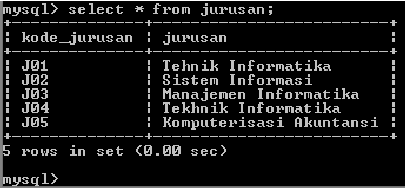 mysql> select * from jurusan;
+--------------+------------------------+
| kode_jurusan | jurusan                |
+--------------+------------------------+
| J01          | Tehnik Informatika     |
| J02          | Sistem Informasi       |
| J03          | Manajemen Informatika  |
| J04          | Tekhnik Informatika    |
| J05          | Komputerisasi Akuntansi |
+--------------+------------------------+
5 rows in set (0.00 sec)
mysql>